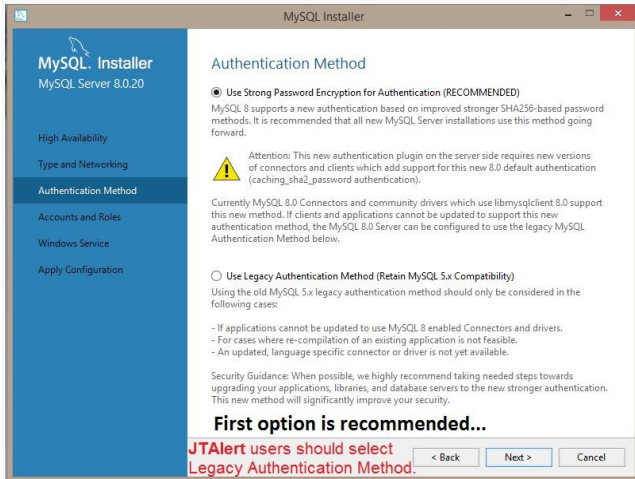 MySQL Installer
MySQL. Installer
MySQL Server 8.0.20
High Availability
Type and Networking
Authentication Method
Accounts and Roles
Windows Service
Apply Configuration
Authentication Method
Use Strong Password Encryption for Authentication (RECOMMENDED)
MySQL 8 supports a new authentication based on improved stronger SHA256-based password
methods. It is recommended that all new MySQL Server installations use this method going
forward.
Attention: This new authentication plugin on the server side requires new versions
of connectors and clients which add support for this new 8.0 default authentication
(caching_sha2_password authentication).
Currently MySQL 8.0 Connectors and community drivers which use libmysqlclient 8.0 support
this new method. If clients and applications cannot be updated to support this new
authentication method, the MySQL 8.0 Server can be configured to use the legacy MySQL
Authentication Method below.
Use Legacy Authentication Method (Retain MySQL 5.x Compatibility)
Using the old MySQL 5.x legacy authentication method should only be considered in the
following cases:
- If applications cannot be updated to use MySQL 8 enabled Connectors and drivers.
- For cases where re-compilation of an existing application is not feasible.
- An updated, language specific connector or driver is not yet available.
Security Guidance: When possible, we highly recommend taking needed steps towards
upgrading your applications, libraries, and database servers to the new stronger authentication.
This new method will significantly improve your security.
First option is recommended...
JTAlert users should select
Legacy Authentication Method.
< Back
Next >
Cancel